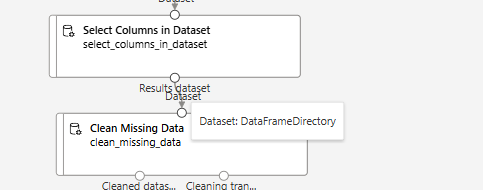 Dataset
Select Columns in Dataset
select_columns_in_dataset
Results dataset
Dataset
Dataset: DataFrameDirectory
Clean Missing Data
clean_missing_data
Cleaned datas... Cleaning tran...